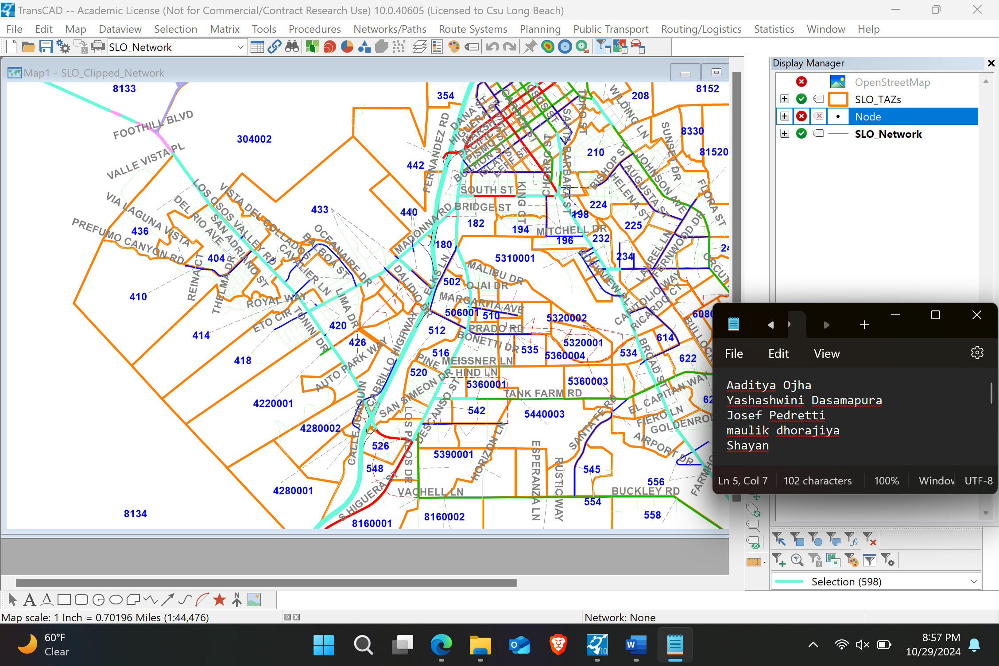 TransCAD -- Academic License (Not for Commercial/Contract Research Use) 10.0.40605 (Licensed to Csu Long Beach)
File Edit Map Dataview Selection Matrix Tools Procedures Networks/Paths Route Systems Planning Public Transport Routing/Logistics Statistics Window Help
SLO_Network
Map1 - SLO_Clipped_Network
8133
354
208
8152
FOOTHILL BLVD
304002
VALLE VISTA PL
442
FERNANDEZ RD
DANA ST
HIGUERA ST
MARSH ST
PACIFIC ST
PISMO ST
BUCHON ST
ISLAY ST
LEFF ST
CARDEN ST
OSOS ST
TORO ST
SANTA BARBARA ST
CHORRO ST
WILDING LN
SUNSET DR
8330
81520
210
BISHOP ST
JOHNSON AVE
AUGUSTA ST
HELENA ST
FLORA ST
LOS OSOS VALLEY RD
VISTA DEL COLLADOS
DEL RIO AVE
SAN ADRIANO ST
VIA LAGUNA VISTA
PREFUMO CANYON RD
436
404
433
440
SOUTH ST
KING CT
BRIDGE ST
182
194
198
224
225
MITCHELL DR
196
232
234
24
MADONNA RD
180
OCEANAIRE DR
BALBOA ST
CAVALIER LN
5310001
ROCKVIEW PL
LAUREL LN
FERNWOOD DR
ORCUT
REINA CT
THELMA DR
410
ROYAL WAY
LIMA DR
DALIDIO DR
ELKS LN
502
MALIBU DR
OJAI DR
MARGARITA AVE
506001
510
5320002
CAPITOLIO WAY
RICARDO CT
6080
BULLOCK
414
ETO CIR
TONINI DR
420
426
512
PRADO RD
BONETTI DR
535
5320001
5360004
534
614
622
BROAD ST
418
AUTO PARK WAY
CABRILLO HIGHWAY
516
PINE
MEISSNER LN
520
HIND LN
5360001
5360003
TANK FARM RD
EL CAPITAN WAY
62
4220001
CALLE JOAQUIN
SAN SIMEON DR
DESCANSO ST
LOS PALOS DR
542
5440003
SANTA FE RD
FIERO LN
GOLDENRO
4280002
526
5390001
HORIZON LN
ESPERANZA LN
RUSTIC WAY
AIRPORT DR
548
545
556
FARMHO
4280001
S HIGUERA ST
VACHELL LN
BUCKLEY RD
554
8134
8160001
8160002
558
Display Manager
OpenStreetMap
SLO_TAZs
Node
SLO_Network
File Edit View
Aaditya Ojha
Yashashwini Dasamapura
Josef Pedretti
maulik dhorajiya
Shayan
Ln 5, Col 7 102 characters 100% Window UTF-8
Selection (598)
Map scale: 1 Inch = 0.70196 Miles (1:44,476)
Network: None
60°F
Clear
8:57 PM
10/29/2024